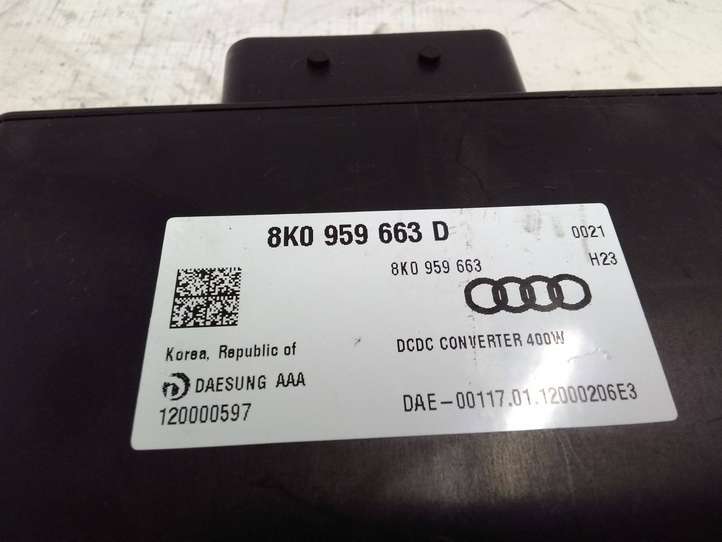 8K0 959 663 D
0021
8K0 959 663
H23
Korea, Republic of
DCDC CONVERTER 400W
DAESUNG AAA
120000597
DAE-00117.01.12000206E3